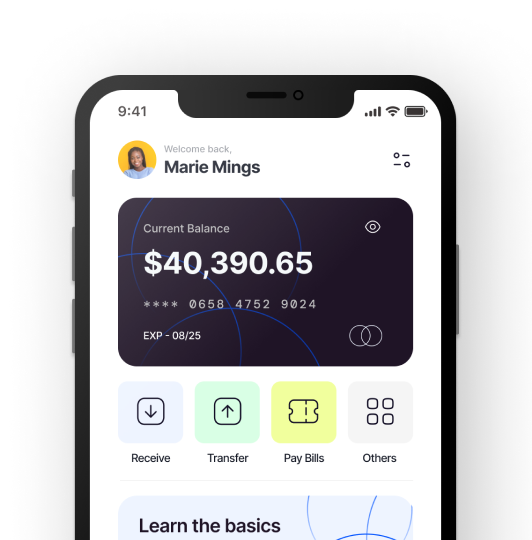 9:41
Welcome back,
Marie Mings
Current Balance
$40,390.65
**** 0658 4752 9024
EXP - 08/25
Receive Transfer Pay Bills Others
Learn the basics